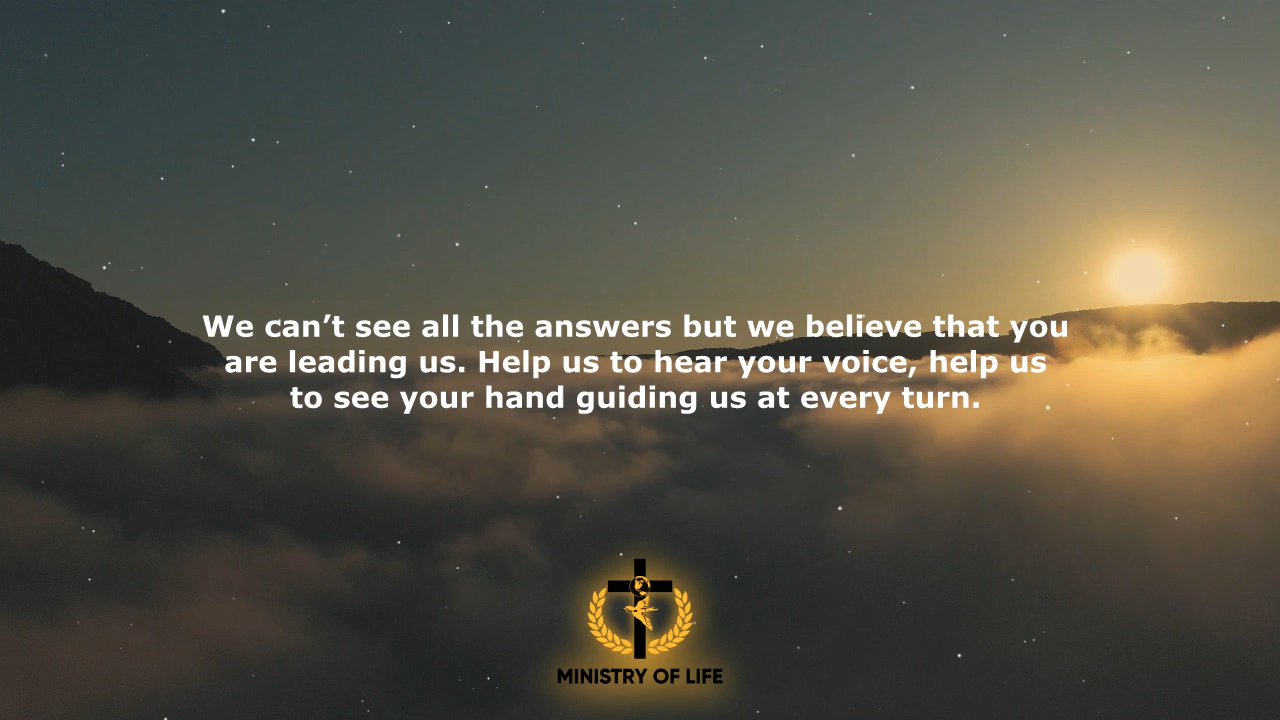 We can’t see all the answers but we believe that you
are leading us. Help us to hear your voice, help us
to see your hand guiding us at every turn.
MINISTRY OF LIFE